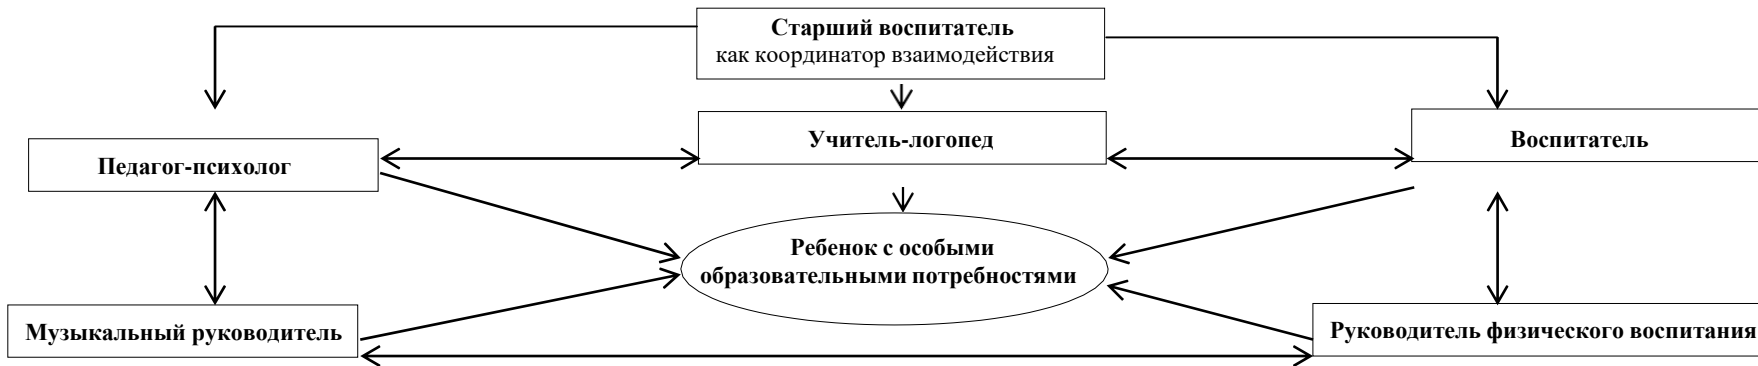 Старший воспитатель
как координатор взаимодействия
Учитель-логопед
Воспитатель
Педагог-психолог
Ребенок с особыми
образовательными потребностями
Музыкальный руководитель
Руководитель физического воспитания